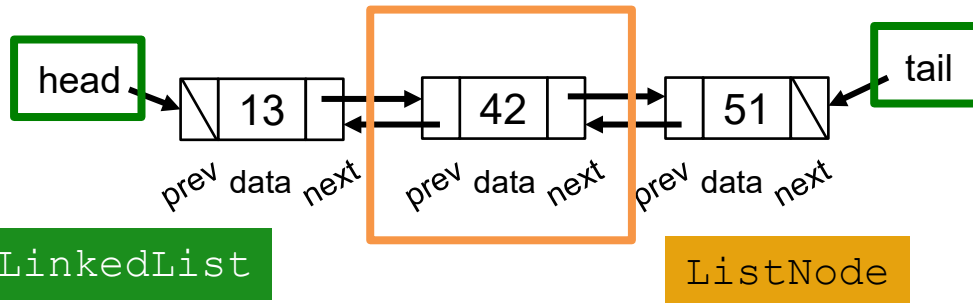 head
tail
13
42
51
prev data next
prev data next
prev data next
LinkedList
ListNode